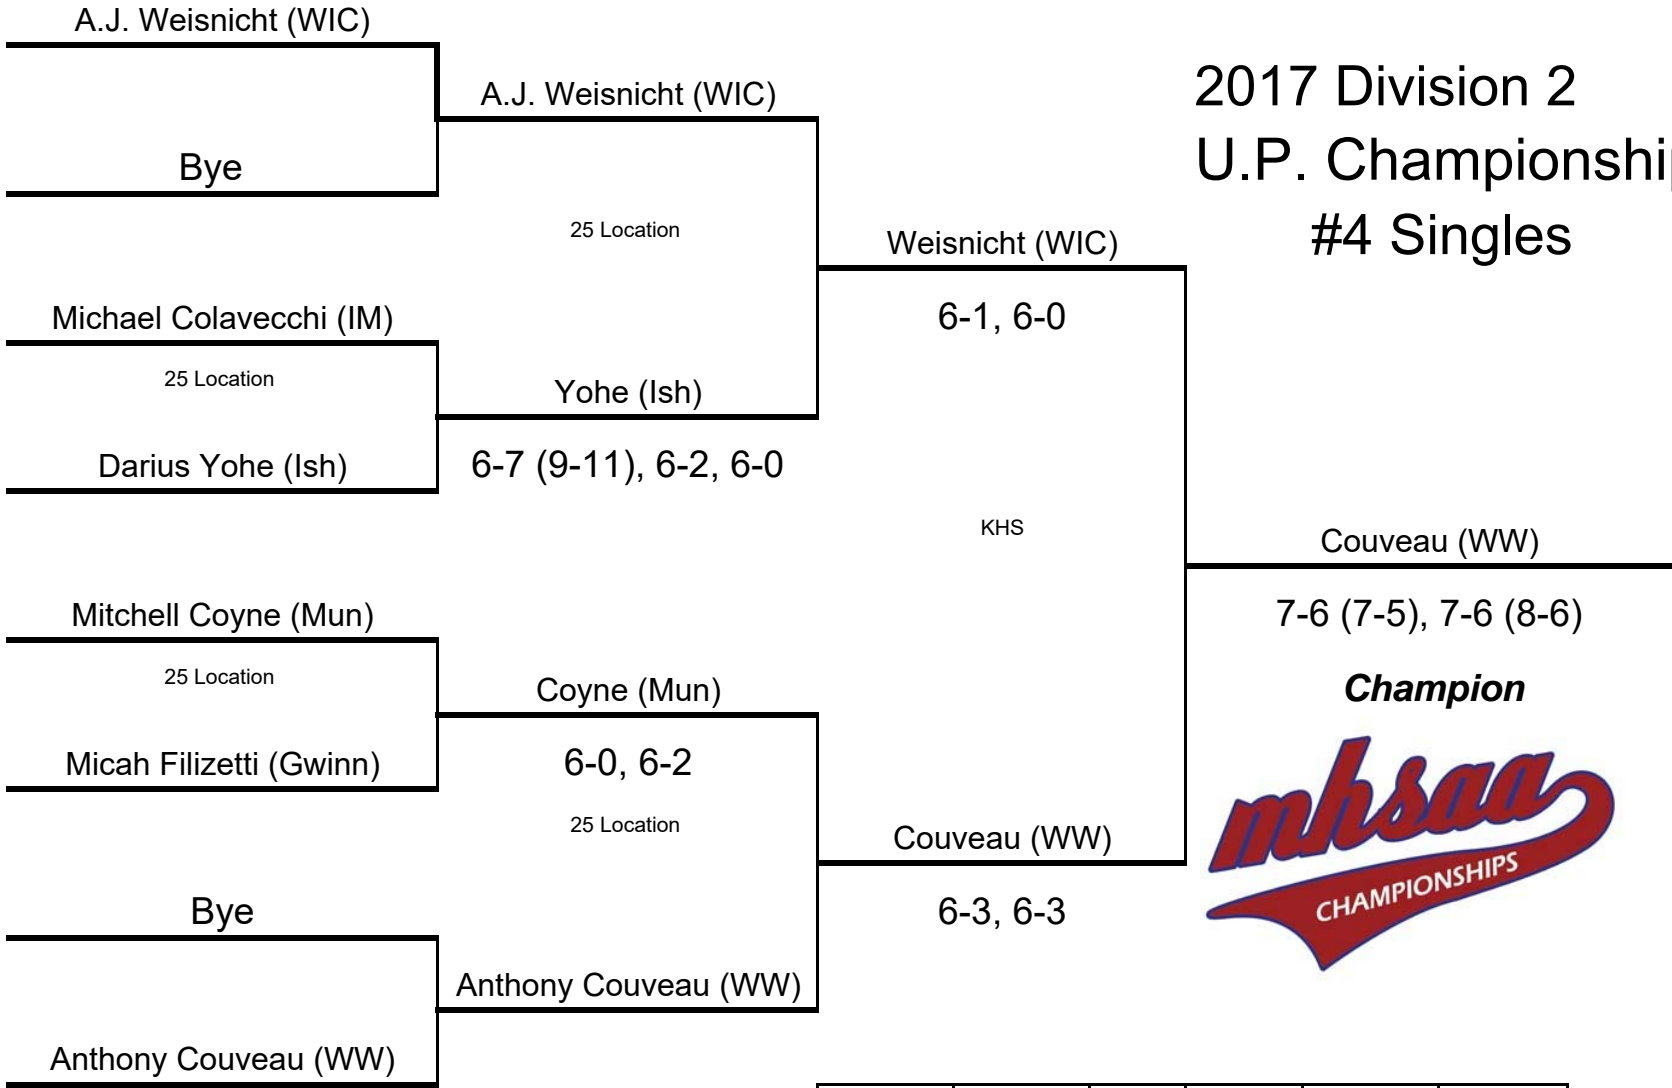 A.J. Weisnicht (WIC)
A.J. Weisnicht (WIC)
Bye
25 Location
2017 Division 2
U.P. Championshi
#4 Singles
Weisnicht (WIC)
6-1, 6-0
Michael Colavecchi (IM)
25 Location
Yohe (Ish)
Darius Yohe (Ish)
6-7 (9-11), 6-2, 6-0
KHS
Couveau (WW)
7-6 (7-5), 7-6 (8-6)
Champion
Mitchell Coyne (Mun)
25 Location
Coyne (Mun)
Micah Filizetti (Gwinn)
6-0, 6-2
25 Location
mhsaa
CHAMPIONSHIPS
Couveau (WW)
6-3, 6-3
Bye
Anthony Couveau (WW)
Anthony Couveau (WW)